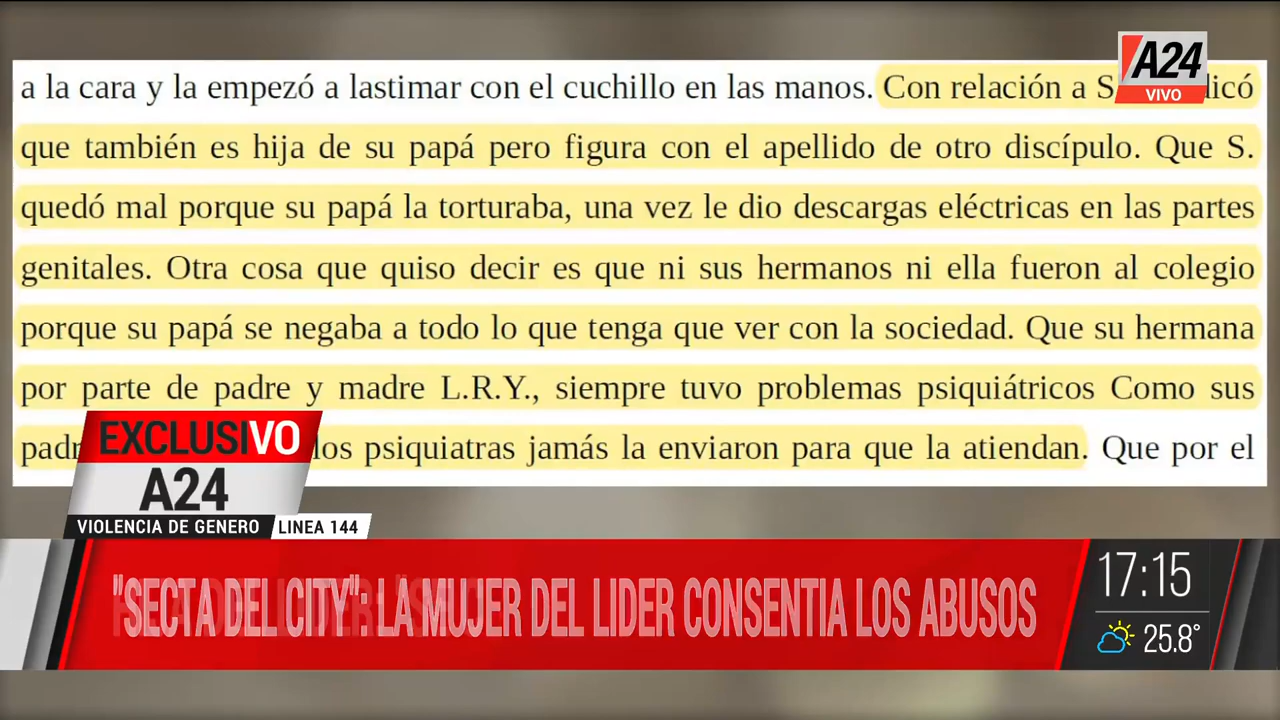 A24
VIVO
a la cara y la empezó a lastimar con el cuchillo en las manos. Con relación a
que también es hija de su papá pero figura con el apellido de otro discípulo. Que S.
quedó mal porque su papá la torturaba, una vez le dio descargas eléctricas en las partes
genitales. Otra cosa que quiso decir es que ni sus hermanos ni ella fueron al colegio
porque su papá se negaba a todo lo que tenga que ver con la sociedad. Que su hermana
por parte de padre y madre L.R.Y., siempre tuvo problemas psiquiátricos Como sus
los psiquiatras jamás la enviaron para que la atiendan. Que por el
EXCLUSIVO
A24
VIOLENCIA DE GENERO LINEA 144
"SECTA DEL CITY": LA MUJER DEL LIDER CONSENTIA LOS ABUSOS
17:15
25.8°